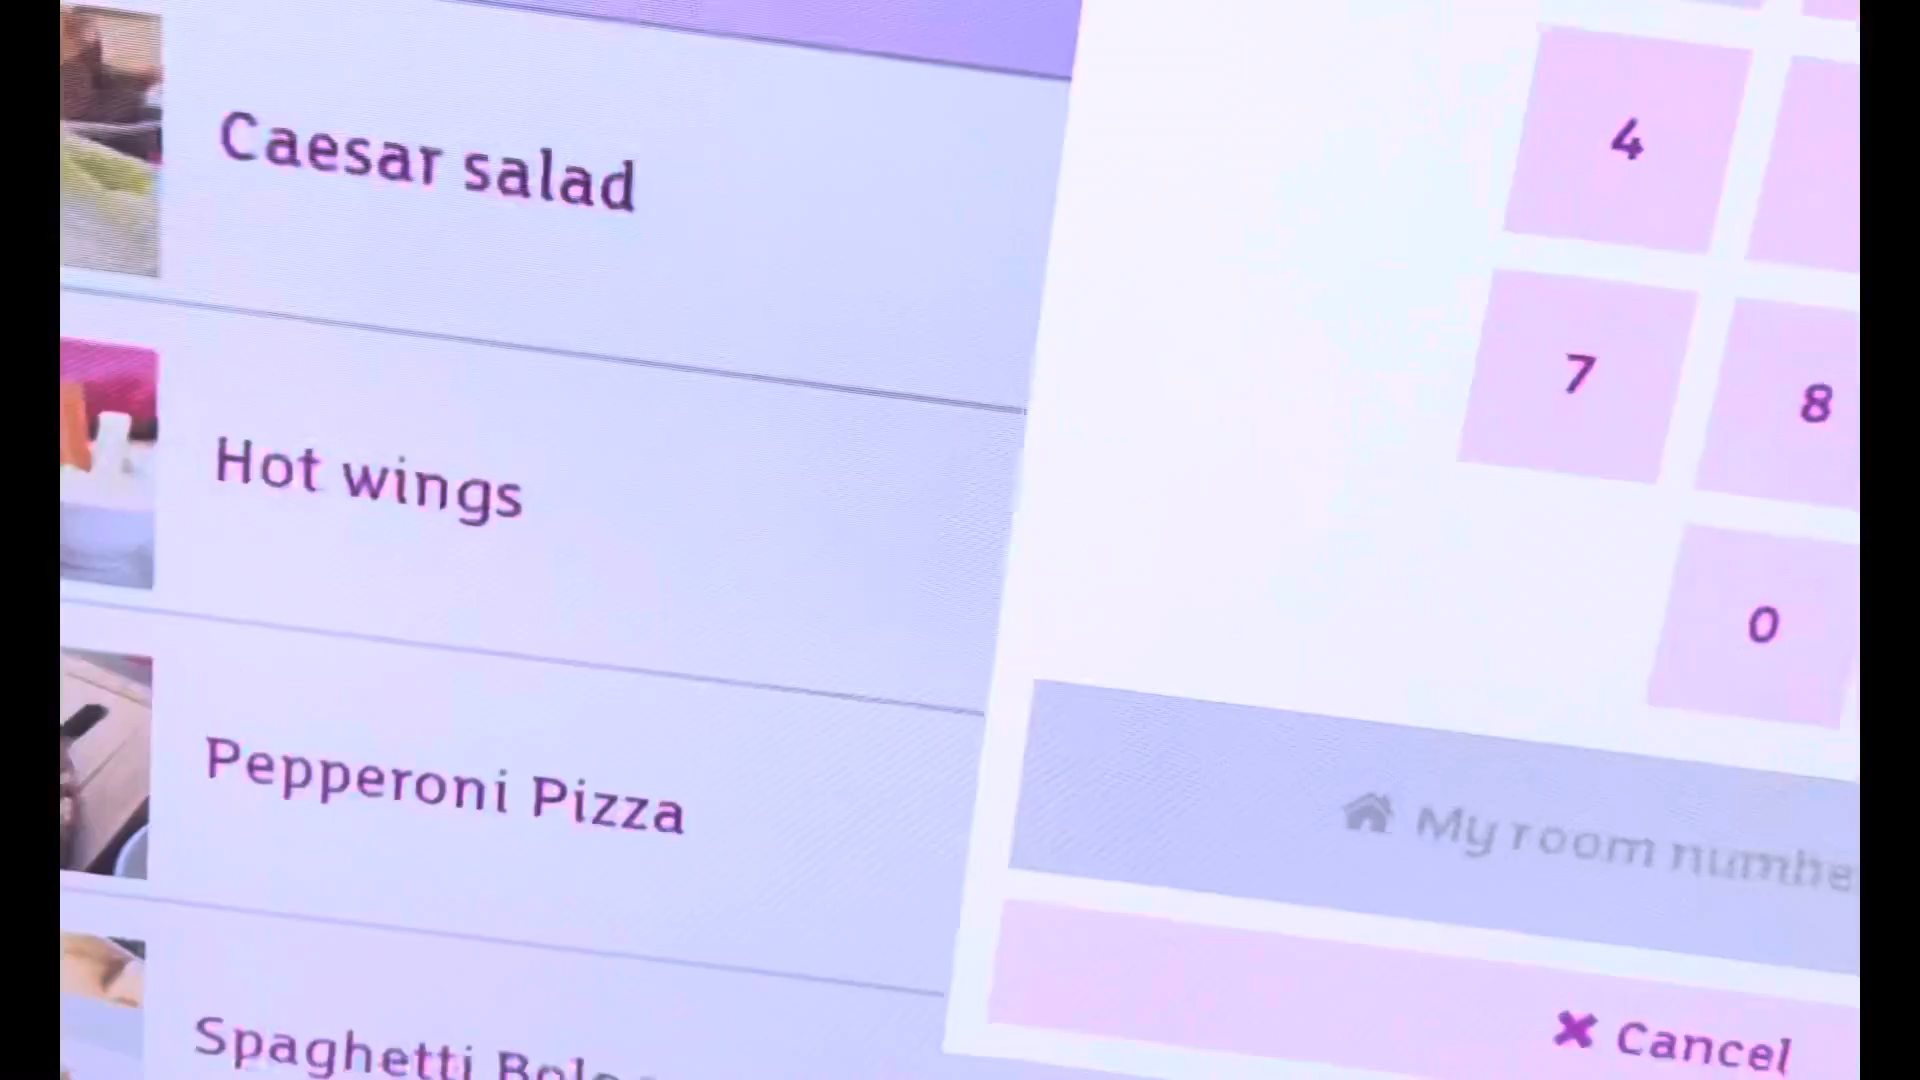 Caesar salad
Hot wings
Pepperoni Pizza
Spaghetti
4
7
8
0
My room
Cancel